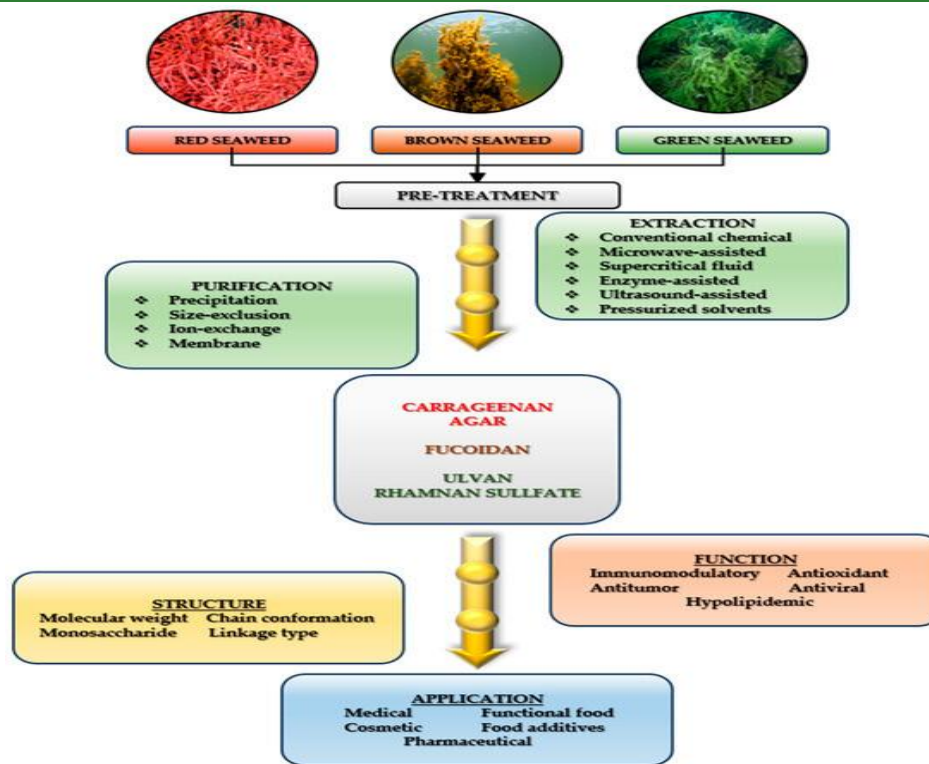 RED SEAWEED
BROWN SEAWEED
GREEN SEAWEED
PRE-TREATMENT
EXTRACTION
❖ Conventional chemical
❖ Microwave-assisted
❖ Supercritical fluid
❖ Enzyme-assisted
❖ Ultrasound-assisted
❖ Pressurized solvents
PURIFICATION
❖ Precipitation
❖ Size-exclusion
❖ Ion-exchange
❖ Membrane
CARRAGEENAN
AGAR
FUCOIDAN
ULVAN
RHAMNAN SULLFATE
FUNCTION
Immunomodulatory Antioxidant
Antitumor Antiviral
Hypolipidemic
STRUCTURE
Molecular weight Chain conformation
Monosaccharide Linkage type
APPLICATION
Medical Functional food
Cosmetic Food additives
Pharmaceutical